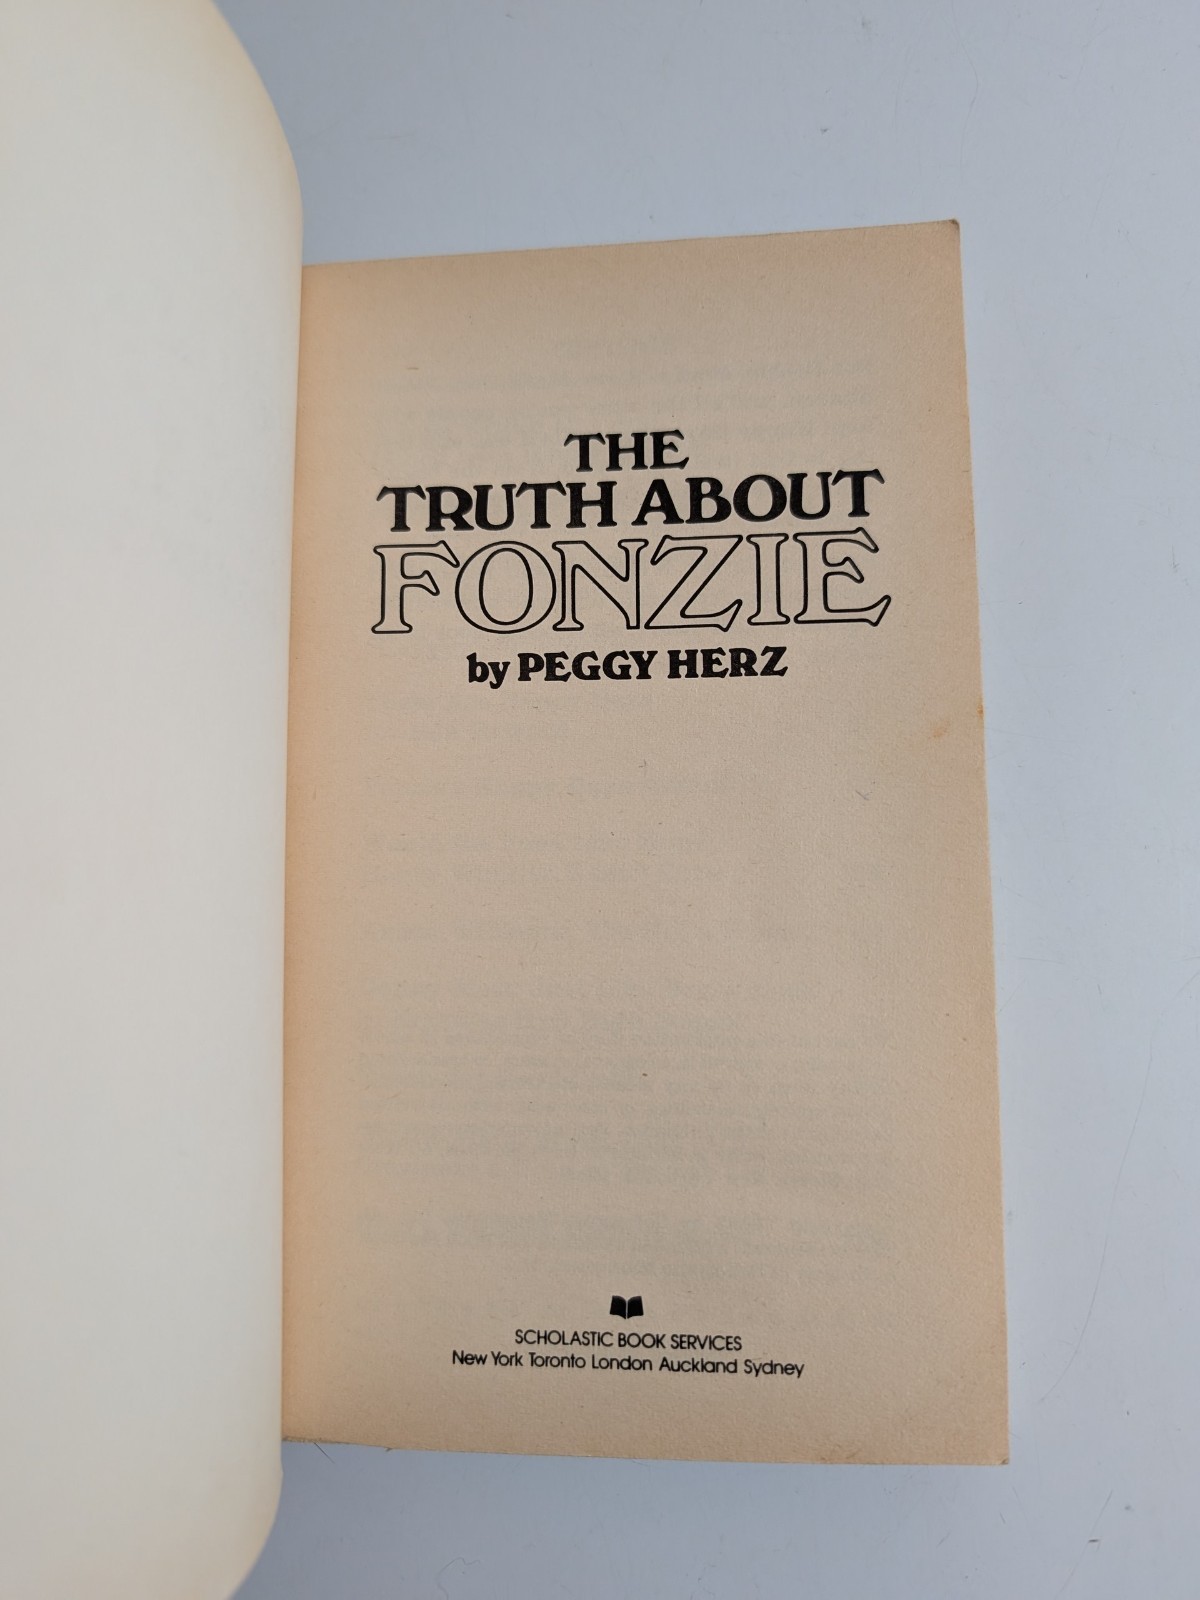 THE
TRUTH ABOUT
FONZIE
by PEGGY HERZ
SCHOLASTIC BOOK SERVICES
New York Toronto London Auckland Sydney